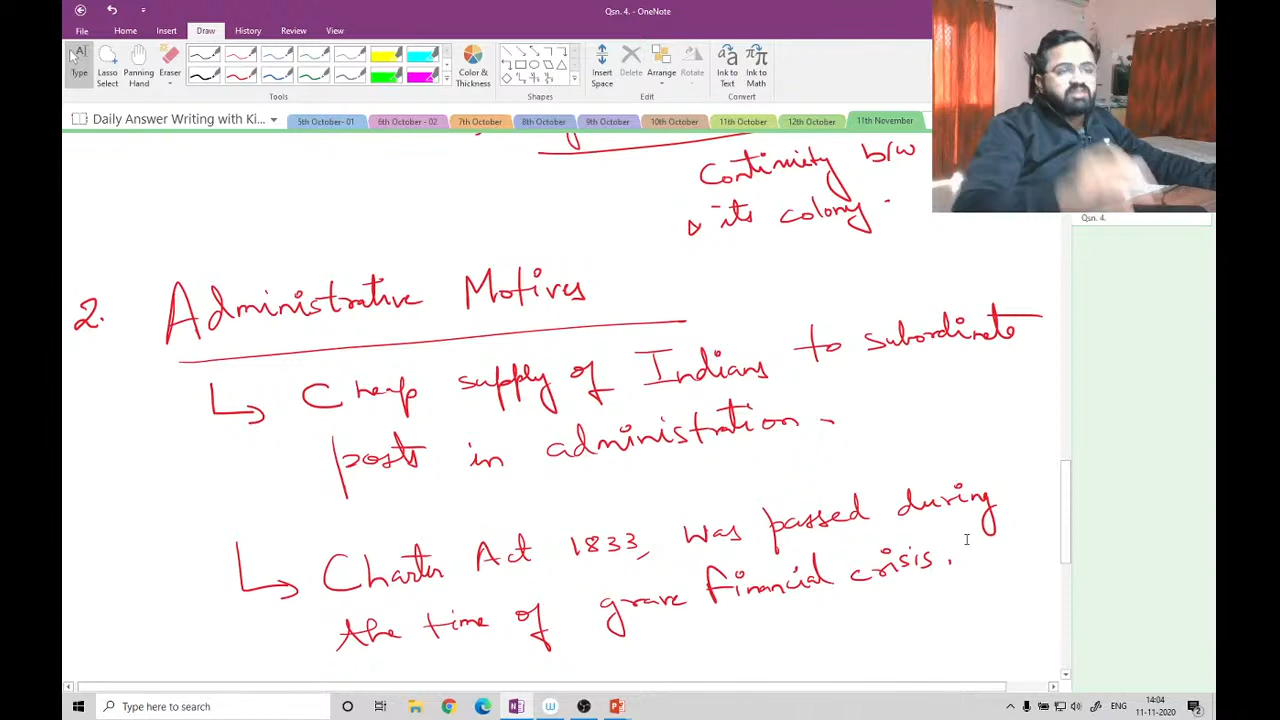 Qsn. 4. - OneNote
File Home Insert Draw History Review View
Type
Lasso Select
Panning Hand
Eraser
Color & Thickness
Insert Space
Delete
Arrange
Rotate
Ink to Text
Ink to Math
Tools
Shapes
Edit
Convert
Daily Answer Writing with Ki...
5th October- 01 6th October - 02 7th October 8th October 9th October 10th October 11th October 12th October 11th November
Qsn. 4.
Continuity b/w
its colony.
2. Administrative Motives
Cheap supply of Indians to subordinate
posts in administration -
Charter Act 1833, was passed during
the time of grave financial crisis.
Type here to search
ENG
14:04
11-11-2020
2